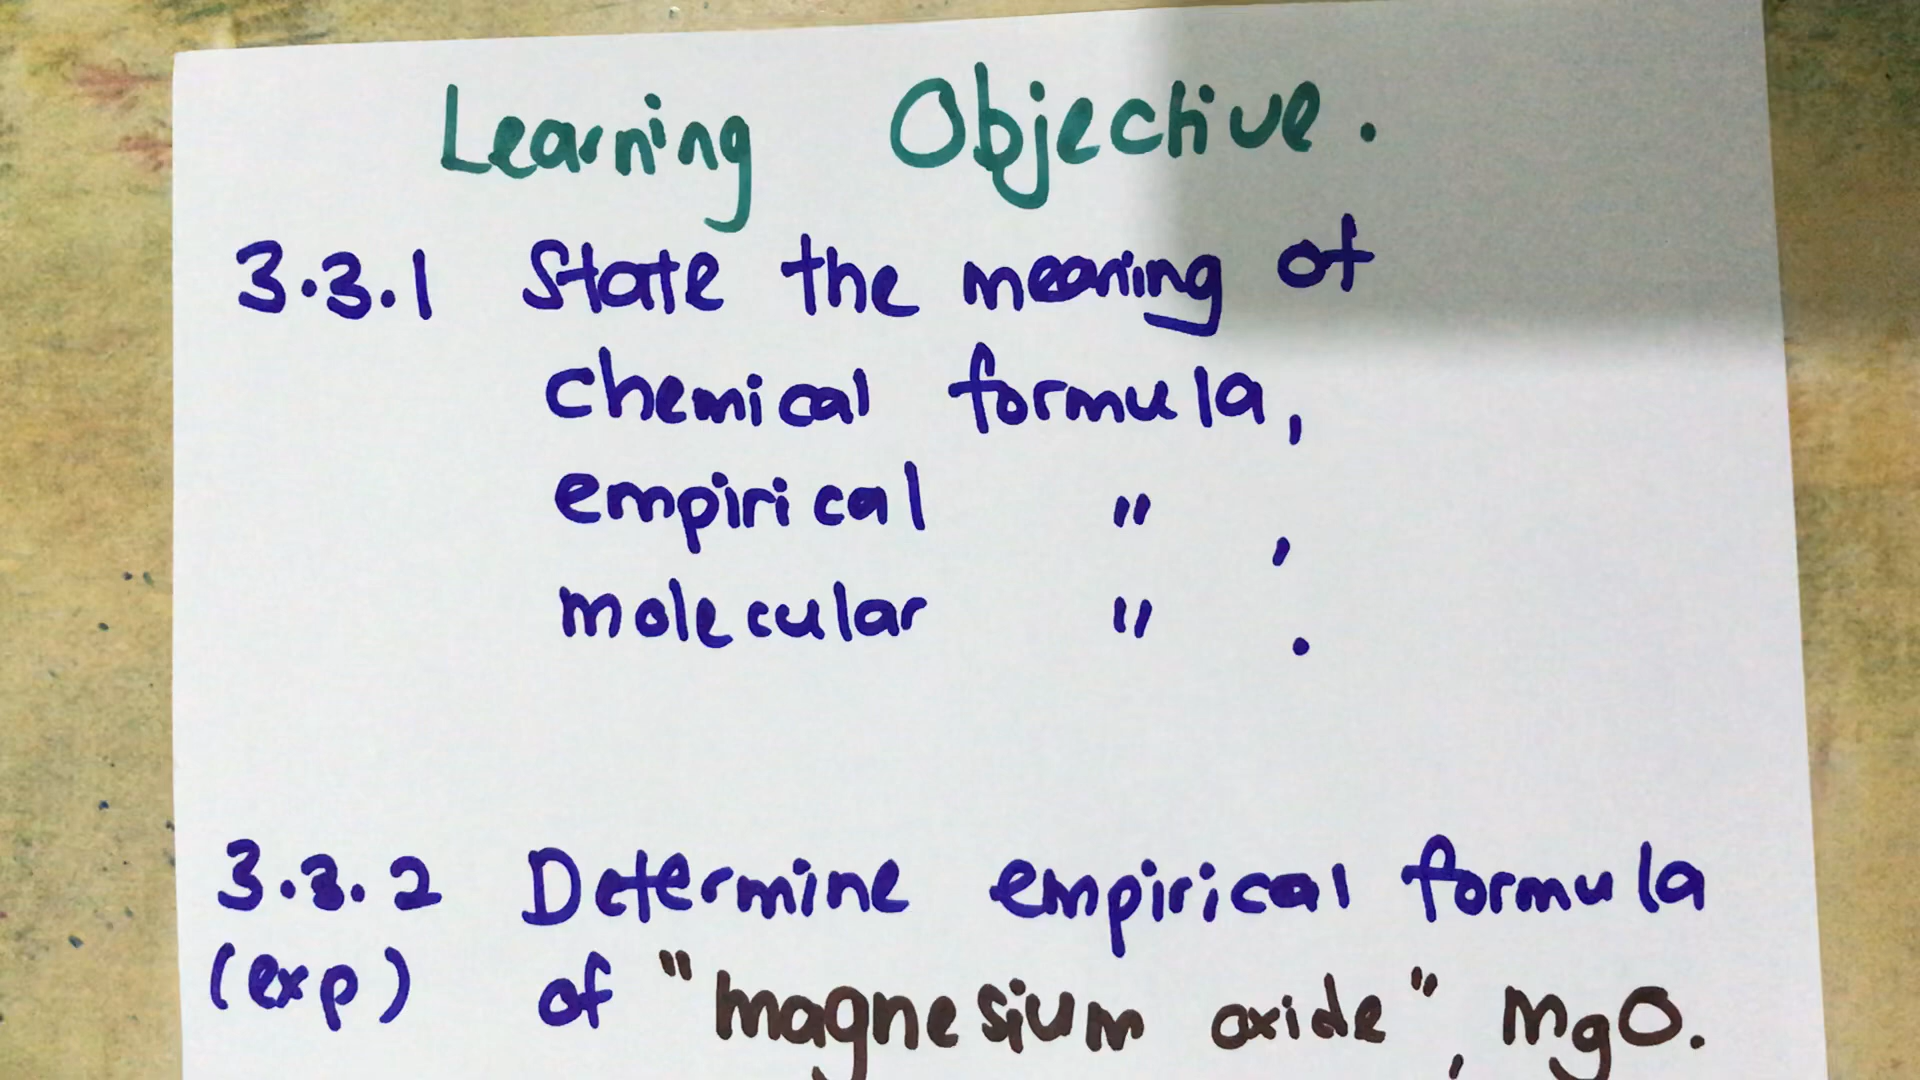 Learning Objective.
3.3.1 State the meaning of
chemical formula,
empirical " ,
molecular " .
3.3.2 Determine empirical formula
(exp) of "magnesium oxide", MgO.